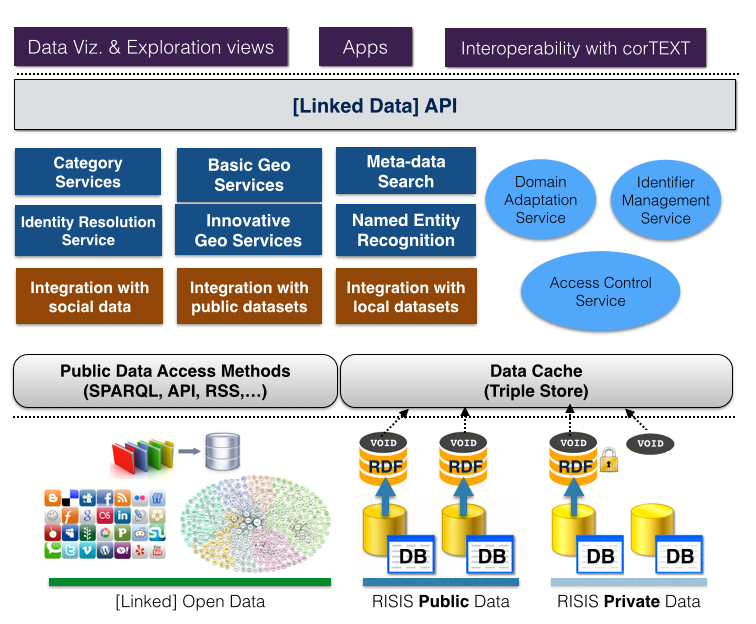 Data Viz. & Exploration views
Apps
Interoperability with corTEXT
[Linked Data] API
Category
Services
Basic Geo
Services
Meta-data
Search
Domain
Adaptation
Service
Identifier
Management
Service
Identity Resolution
Service
Innovative
Geo Services
Named Entity
Recognition
Integration with
social data
Integration with
public datasets
Integration with
local datasets
Access Control
Service
Public Data Access Methods
(SPARQL, API, RSS,...)
Data Cache
(Triple Store)
VOID
VOID
VOID
VOID
RDF
RDF
RDF
DB
DB
DB
DB
[Linked] Open Data
RISIS Public Data
RISIS Private Data